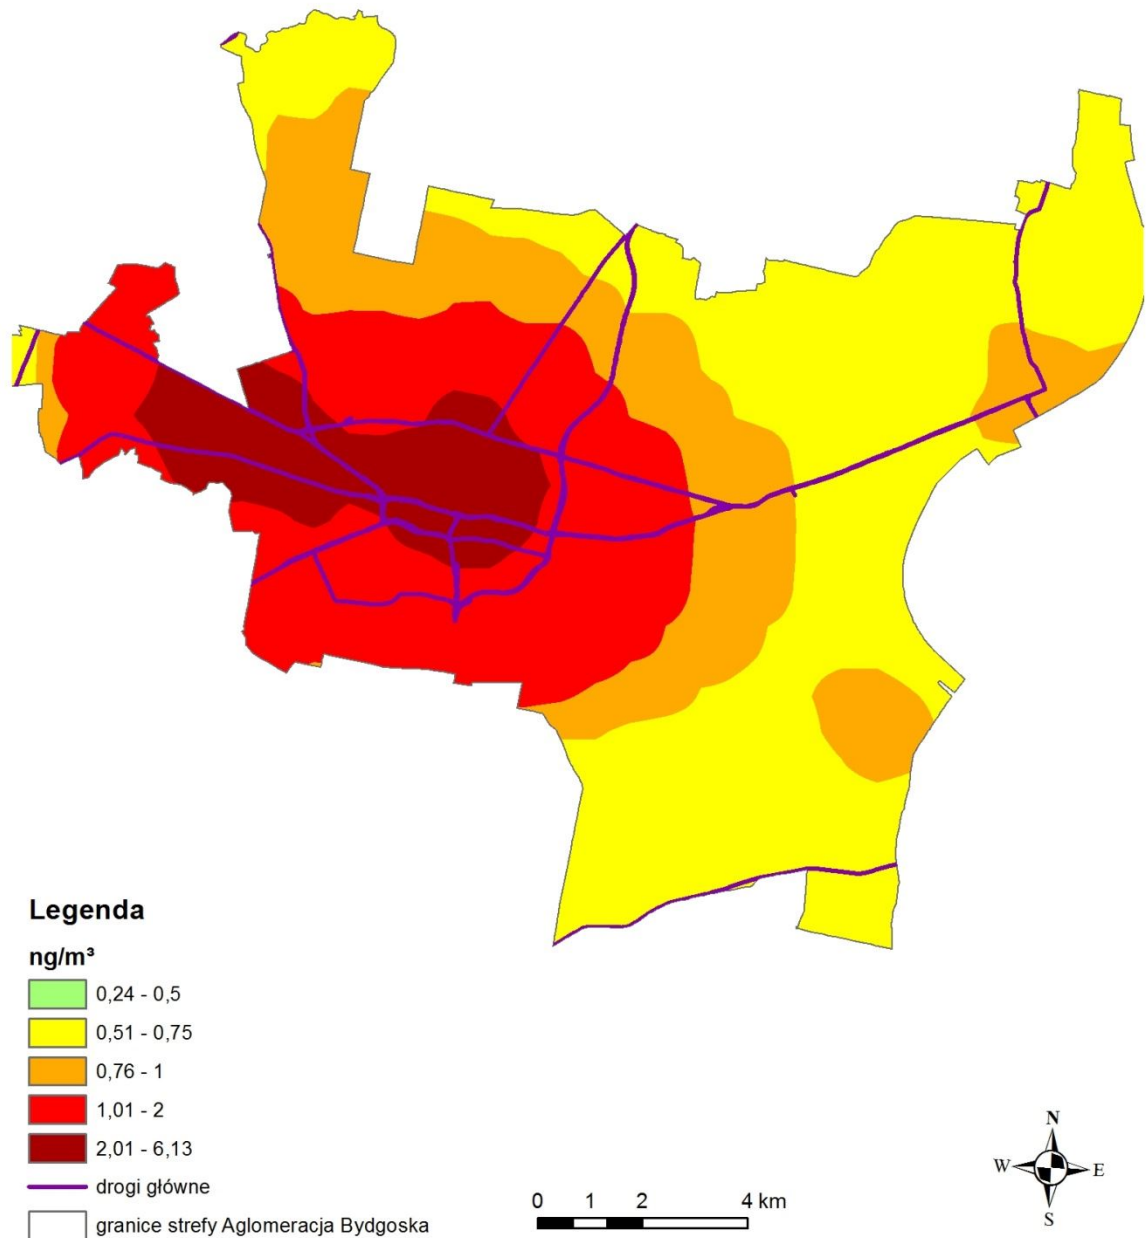 Legenda
ng/m³
0,24 - 0,5
0,51 - 0,75
0,76 - 1
1,01 - 2
2,01 - 6,13
drogi główne
granice strefy Aglomeracja Bydgoska
0 1 2 4 km
N
W E
S